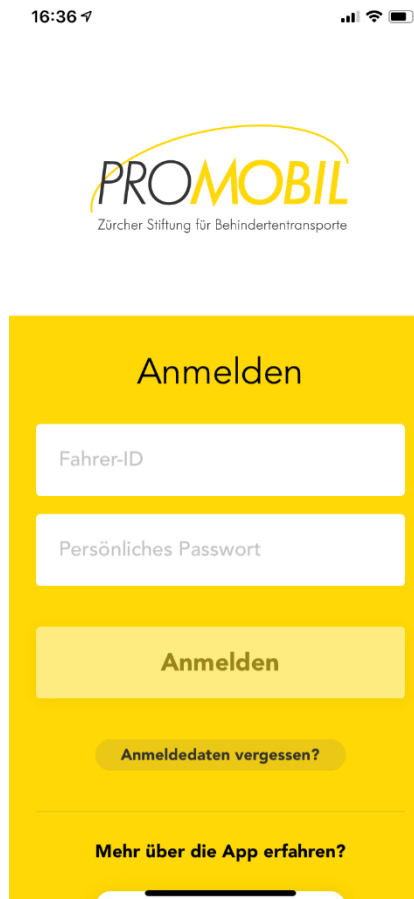 16:36
PROMOBIL
Zürcher Stiftung für Behindertentransporte
Anmelden
Fahrer-ID
Persönliches Passwort
Anmelden
Anmeldedaten vergessen?
Mehr über die App erfahren?